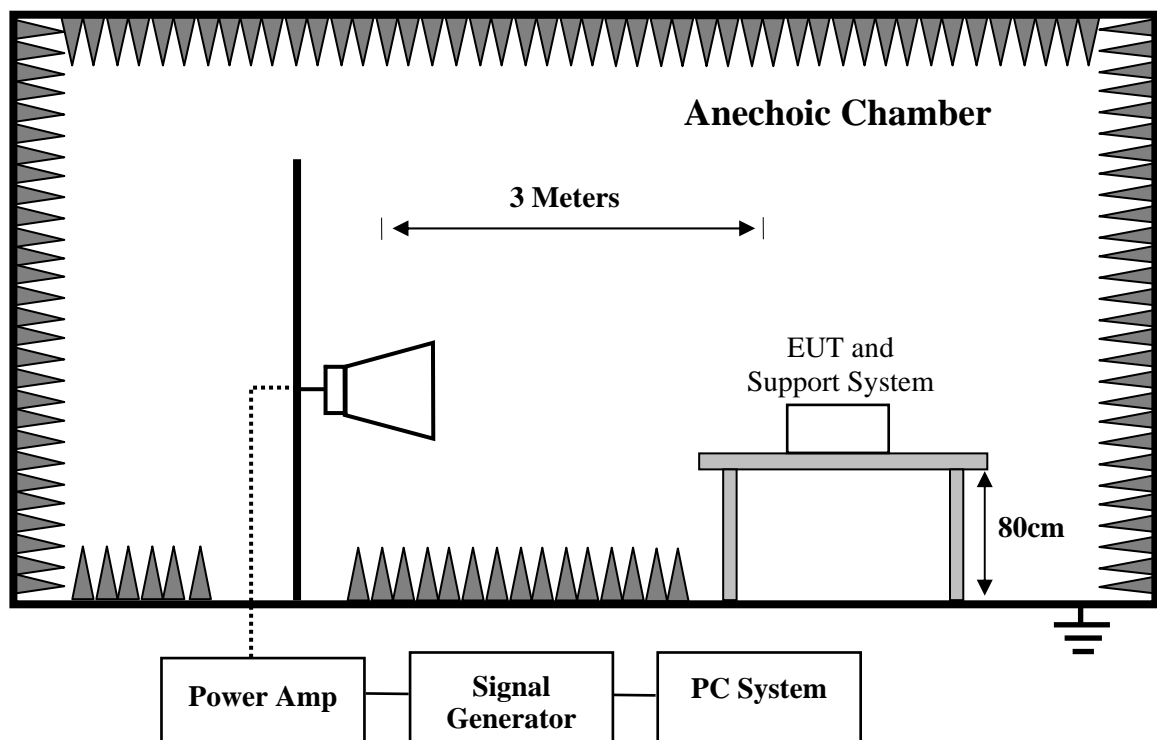 Anechoic Chamber
3 Meters
EUT and
Support System
80cm
Power Amp
Signal
Generator
PC System